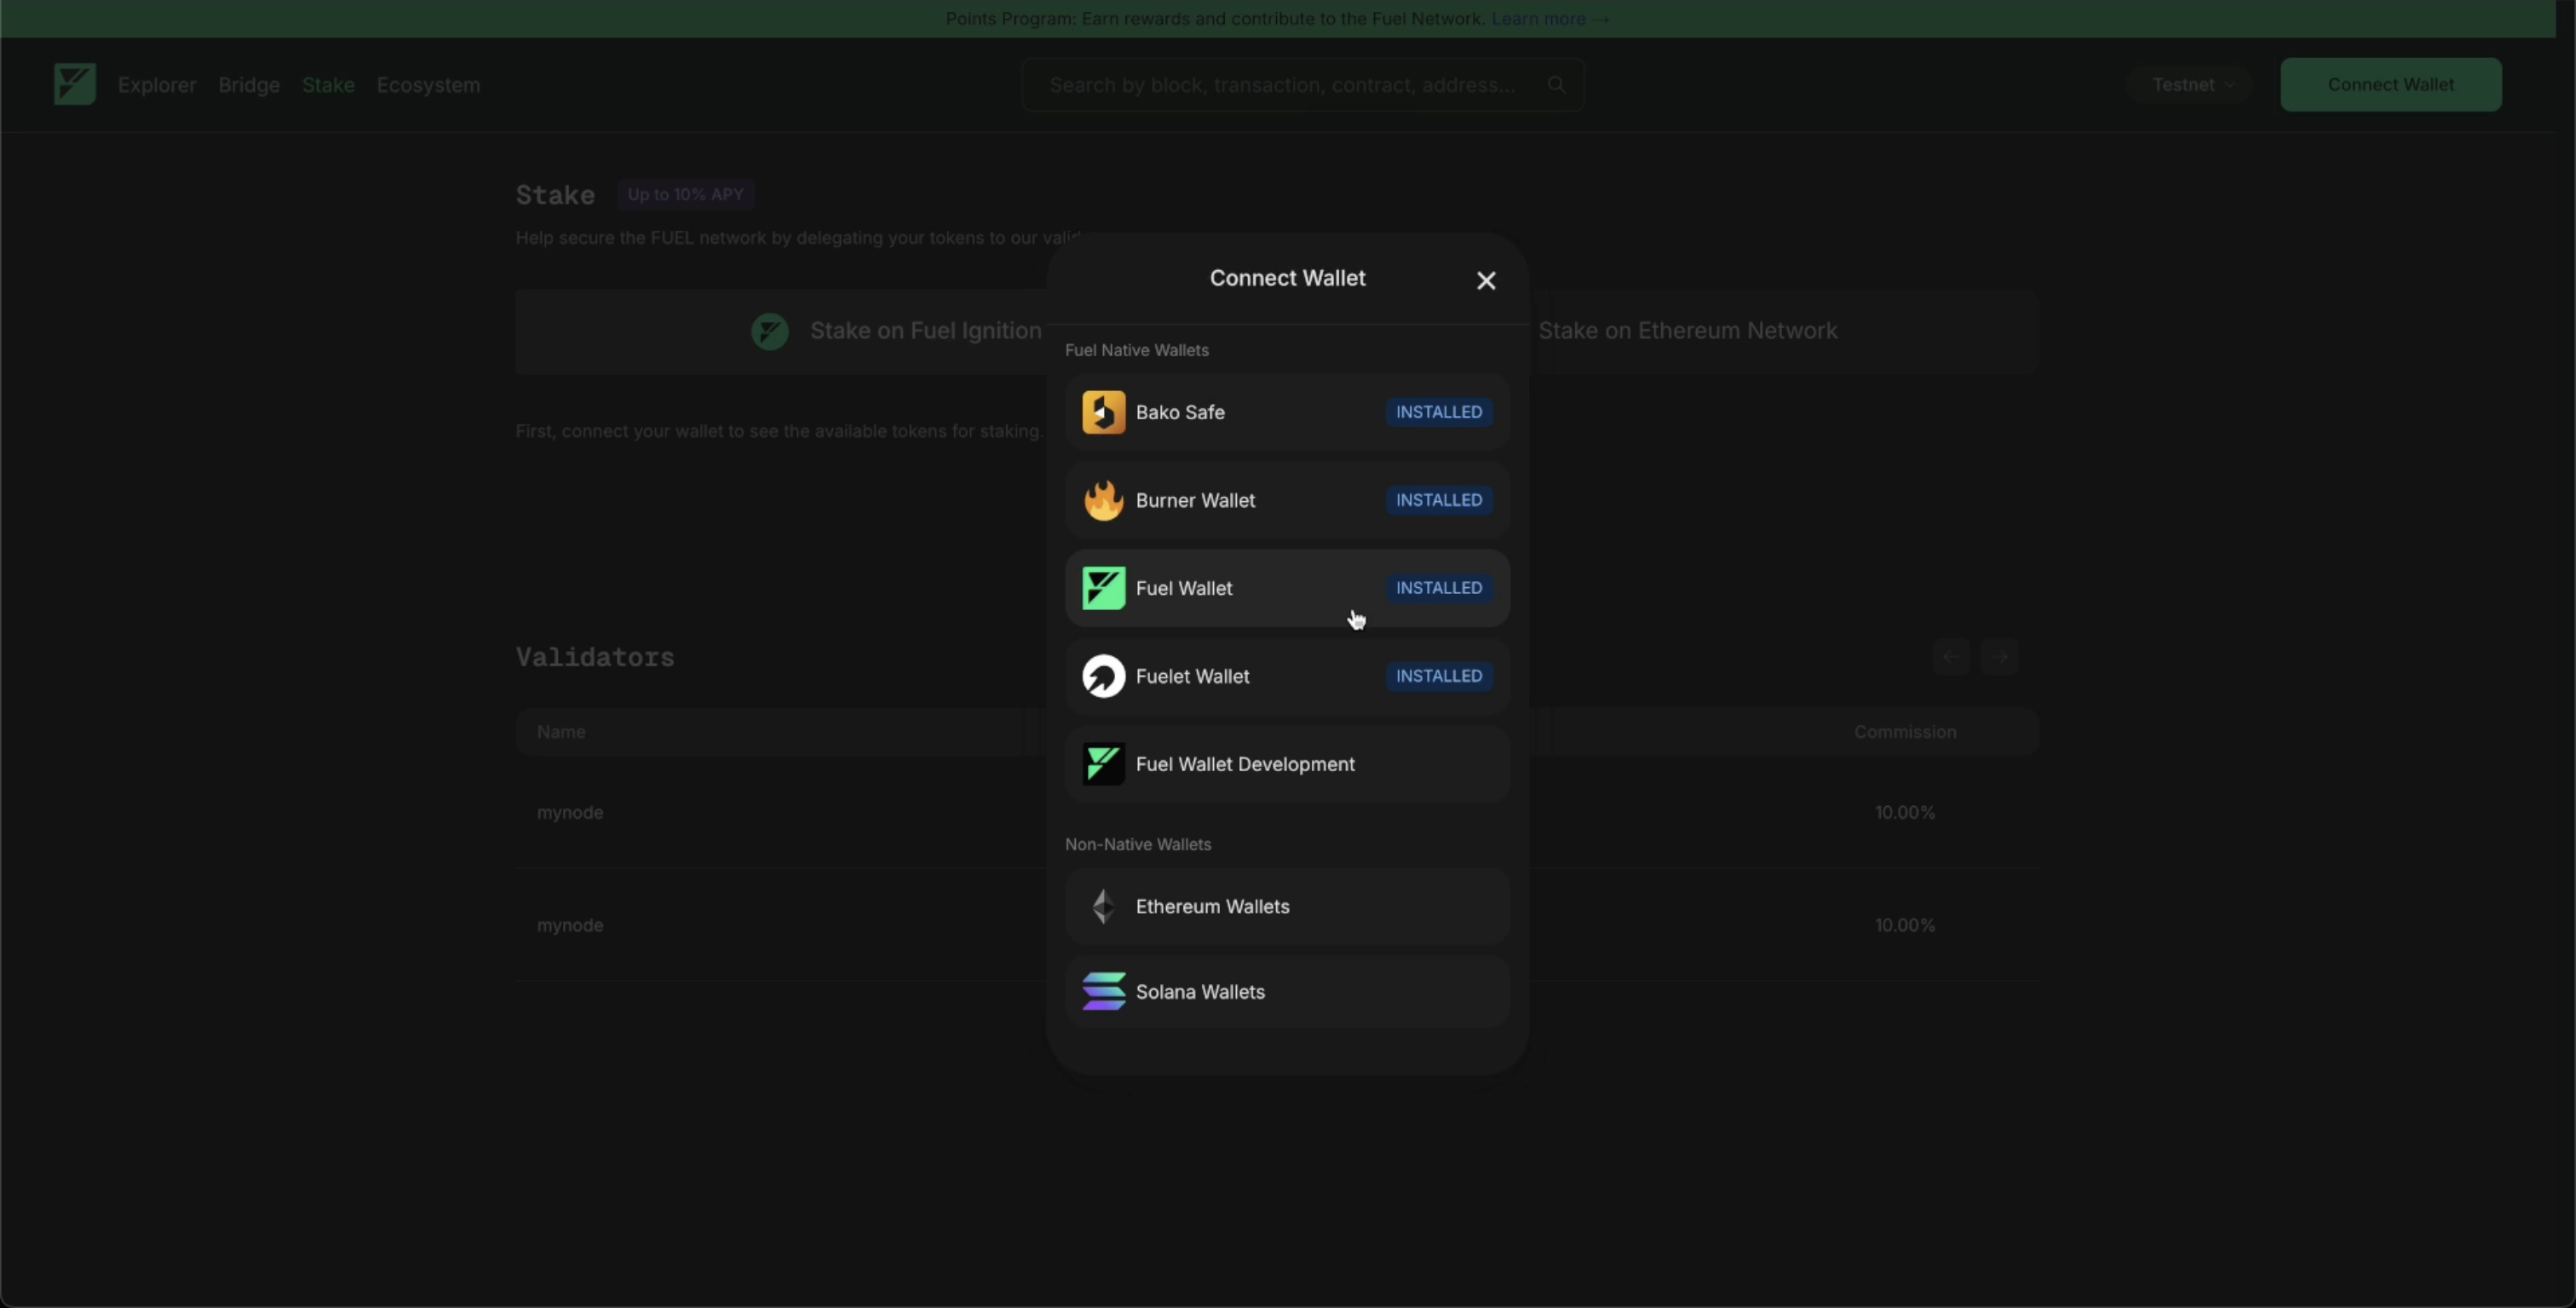 Points Program: Earn rewards and contribute to the Fuel Network. Learn more →
Explorer Bridge Stake Ecosystem
Search by block, transaction, contract, address...
Testnet
Connect Wallet
Stake
Up to 10% APY
Help secure the FUEL network by delegating your tokens to our
Stake on Fuel Ignition
Stake on Ethereum Network
First, connect your wallet to see the available tokens for staking.
Connect Wallet
Fuel Native Wallets
Bako Safe INSTALLED
Burner Wallet INSTALLED
Fuel Wallet INSTALLED
Fuelet Wallet INSTALLED
Fuel Wallet Development
Non-Native Wallets
Ethereum Wallets
Solana Wallets
Validators
Name Commission
mynode 10.00%
mynode 10.00%